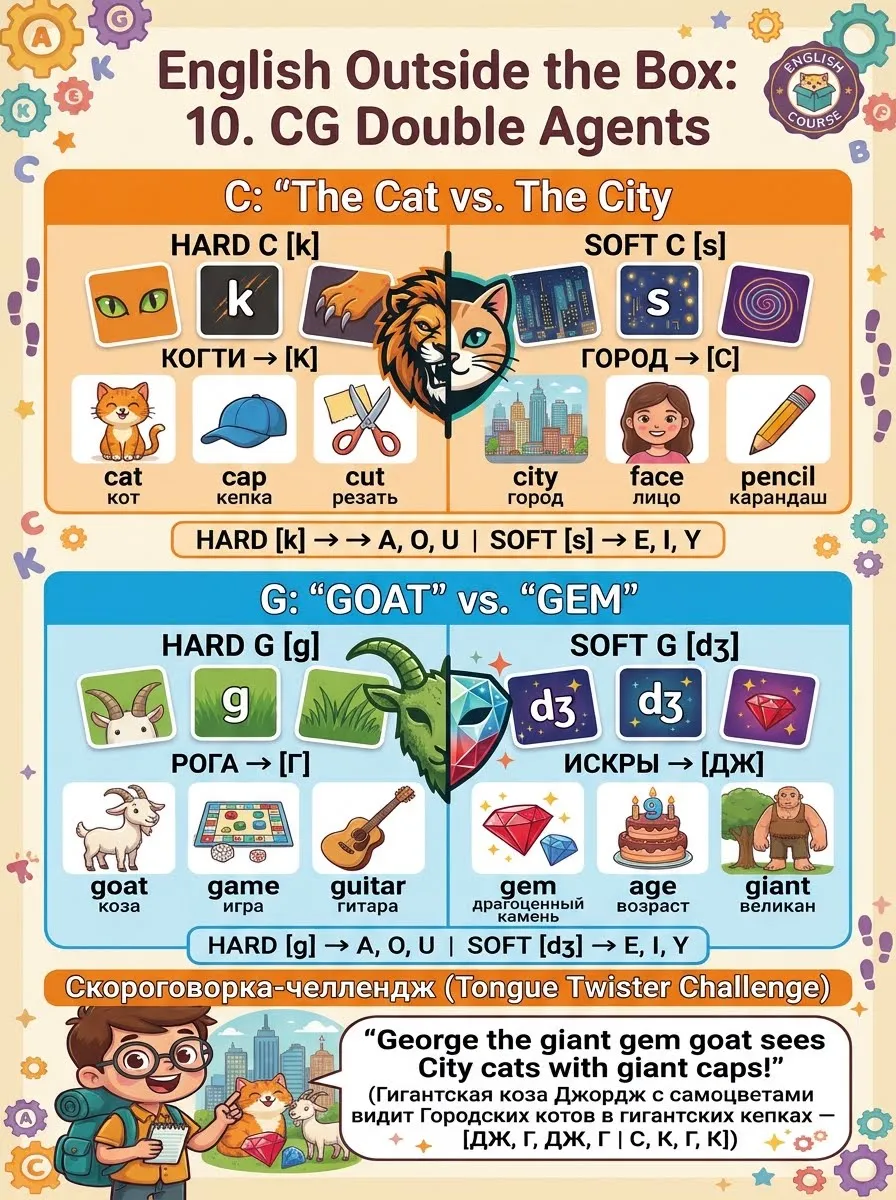 A
G
K
K
E
C
ENGLISH
COURSE
F
B
English Outside the Box:
10. CG Double Agents
C: “The Cat vs. The City
HARD C [k]
SOFT C [s]
k
s
КОГТИ → [К]
ГОРОД → [С]
cat
кот
cap
кепка
cut
резать
city
город
face
лицо
pencil
карандаш
C
K
HARD [k] → → A, O, U | SOFT [s] → E, I, Y
G: “GOAT” vs. “GEM”
HARD G [g]
SOFT G [dʒ]
g
dʒ
dʒ
РОГА → [Г]
ИСКРЫ → [ДЖ]
9
goat
коза
game
игра
guitar
гитара
gem
драгоценный
камень
age
возраст
giant
великан
HARD [g] → A, O, U | SOFT [dʒ] → E, I, Y
Скороговорка-челлендж (Tongue Twister Challenge)
“George the giant gem goat sees
City cats with giant caps!”
(Гигантская коза Джордж с самоцветами
видит Городских котов в гигантских кепках —
[ДЖ, Г, ДЖ, Г | С, К, Г, К])
A
C